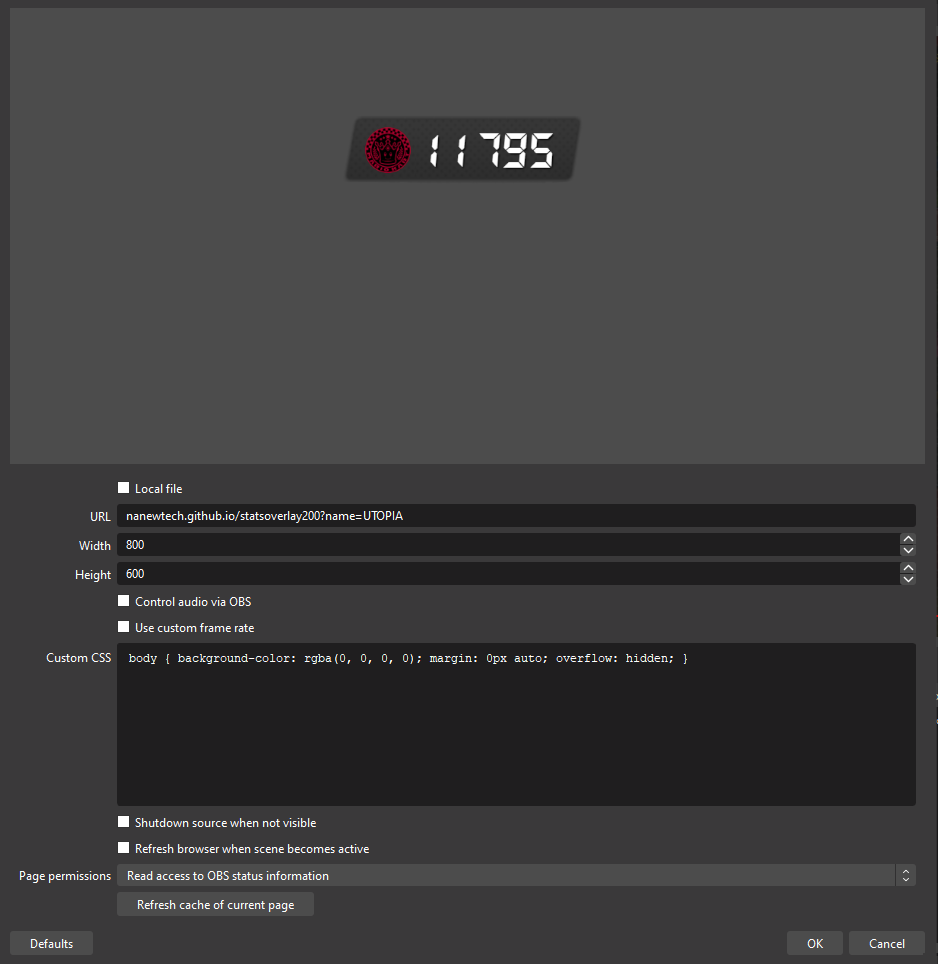 11795
Local file
URL nanewtech.github.io/statsoverlay200?name=UTOPIA
Width 800
Height 600
Control audio via OBS
Use custom frame rate
Custom CSS body { background-color: rgba(0, 0, 0, 0); margin: 0px auto; overflow: hidden; }
Shutdown source when not visible
Refresh browser when scene becomes active
Page permissions Read access to OBS status information
Refresh cache of current page
Defaults OK Cancel